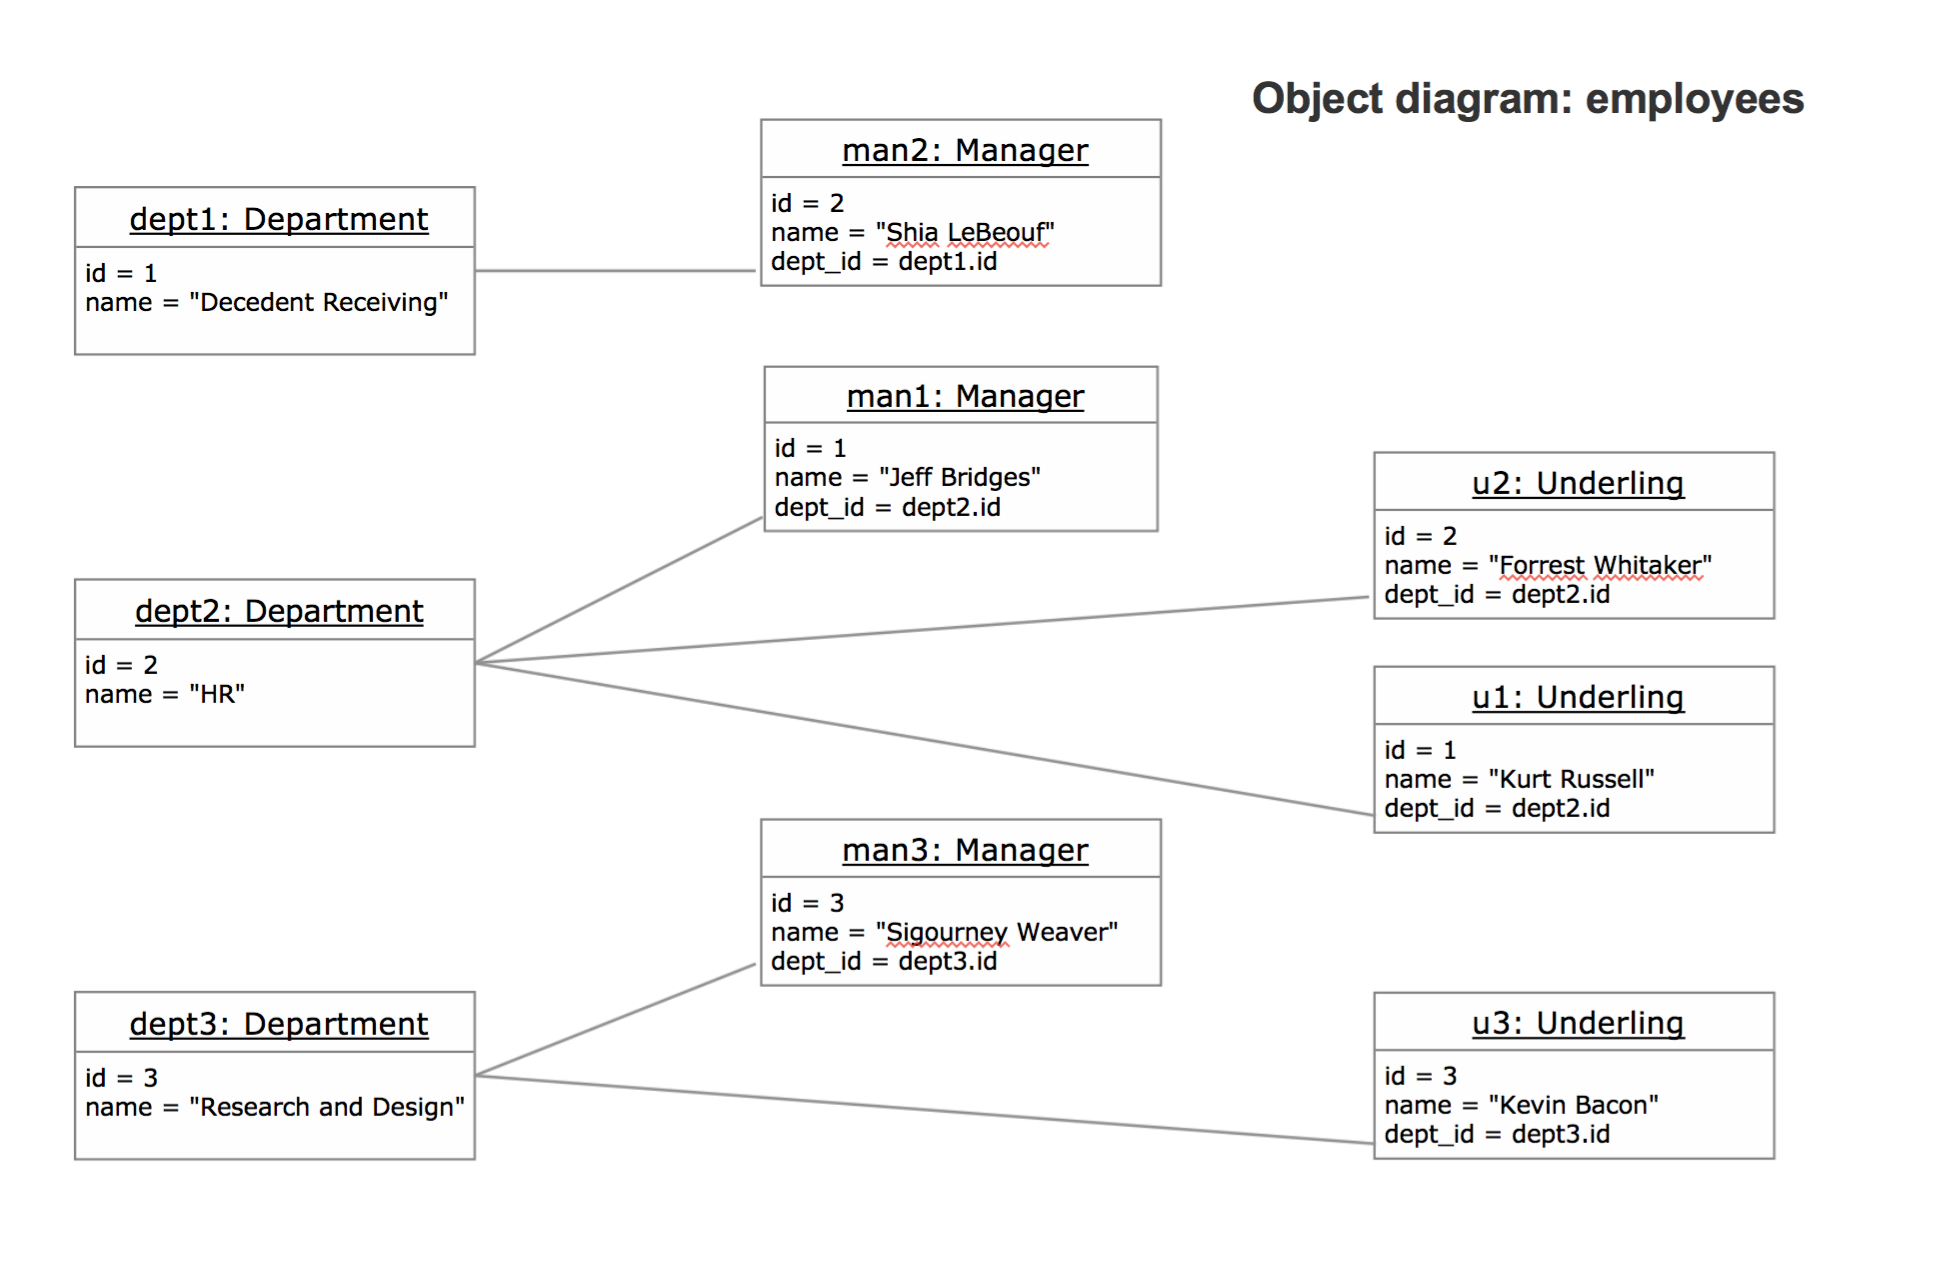 Object diagram: employees
man2: Manager
id = 2
name = "Shia LeBeouf"
dept_id = dept1.id
dept1: Department
id = 1
name = "Decedent Receiving"
man1: Manager
id = 1
name = "Jeff Bridges"
dept_id = dept2.id
u2: Underling
id = 2
name = "Forrest Whitaker"
dept_id = dept2.id
dept2: Department
id = 2
name = "HR"
u1: Underling
id = 1
name = "Kurt Russell"
dept_id = dept2.id
man3: Manager
id = 3
name = "Sigourney Weaver"
dept_id = dept3.id
dept3: Department
id = 3
name = "Research and Design"
u3: Underling
id = 3
name = "Kevin Bacon"
dept_id = dept3.id